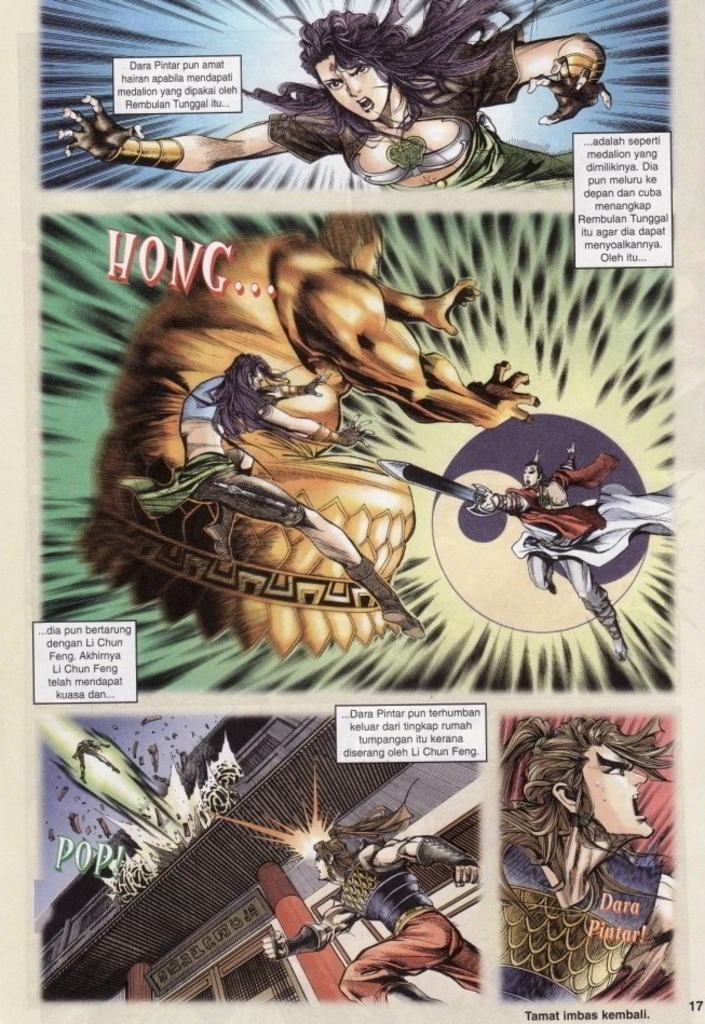 Dara Pintar pun amat
hairan apabila mendapati
medalion yang dipakai oleh
Rembulan Tunggal itu...
...adalah seperti
medalion yang
dimilikinya. Dia
pun meluru ke
depan dan cuba
menangkap
Rembulan Tunggal
itu agar dia dapat
menyoalkannya.
Oleh itu...
HONG...
...dia pun bertarung
dengan Li Chun
Feng. Akhirnya
Li Chun Feng
telah mendapat
kuasa dan...
...Dara Pintar pun terhumban
keluar dari tingkap rumah
tumpangan itu kerana
diserang oleh Li Chun Feng.
POP!
Dara
Pintar!
Tamat imbas kembali.
17